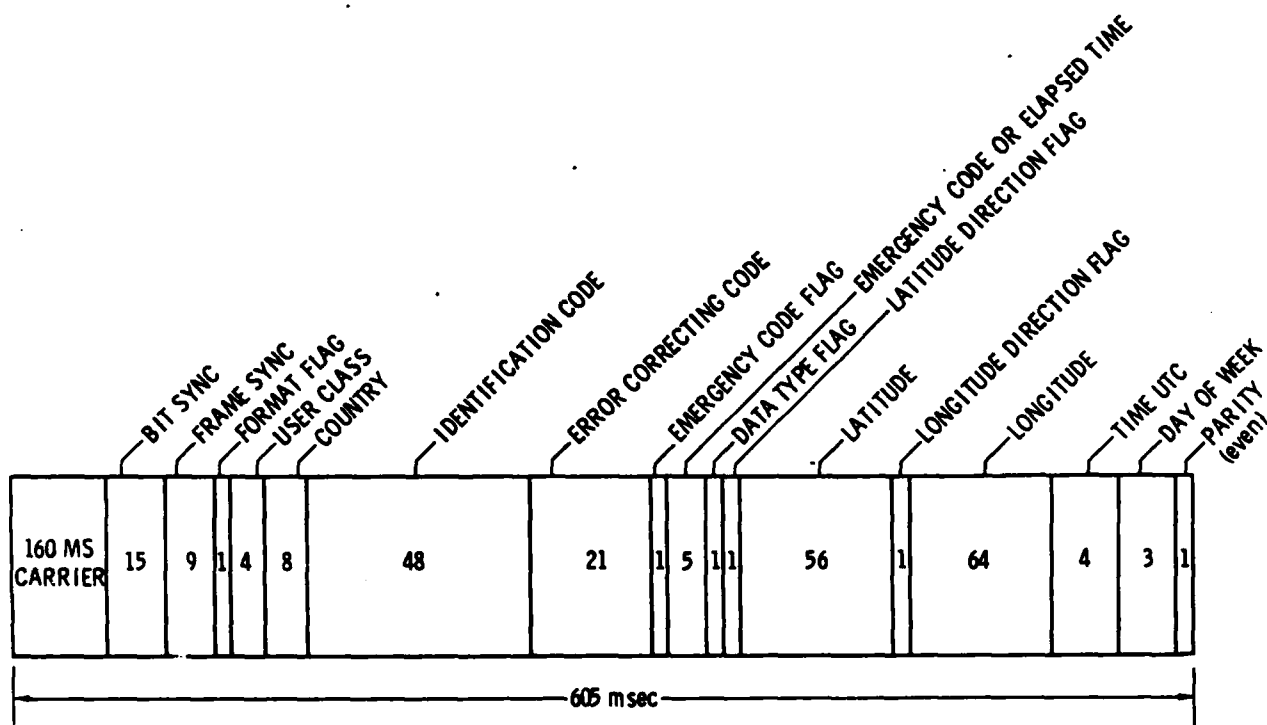 BIT SYNC
FRAME SYNC
FORMAT FLAG
USER CLASS
COUNTRY
IDENTIFICATION CODE
ERROR CORRECTING CODE
EMERGENCY CODE FLAG
EMERGENCY CODE OR ELAPSED TIME
DATA TYPE FLAG
LATITUDE DIRECTION FLAG
LATITUDE
LONGITUDE DIRECTION FLAG
LONGITUDE
TIME UTC
DAY OF WEEK
PARITY
(even)
160 MS
CARRIER
15
9
1
4
8
48
21
1
5
1
1
56
1
64
4
3
1
605 msec